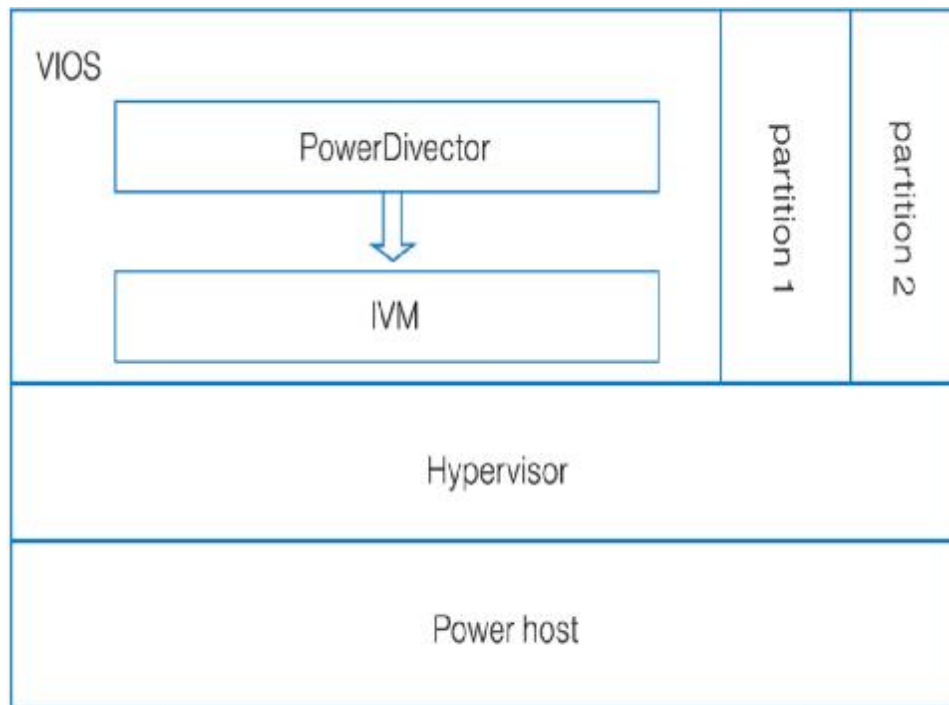 VIOS
PowerDivector
IVM
partition 1
partition 2
Hypervisor
Power host